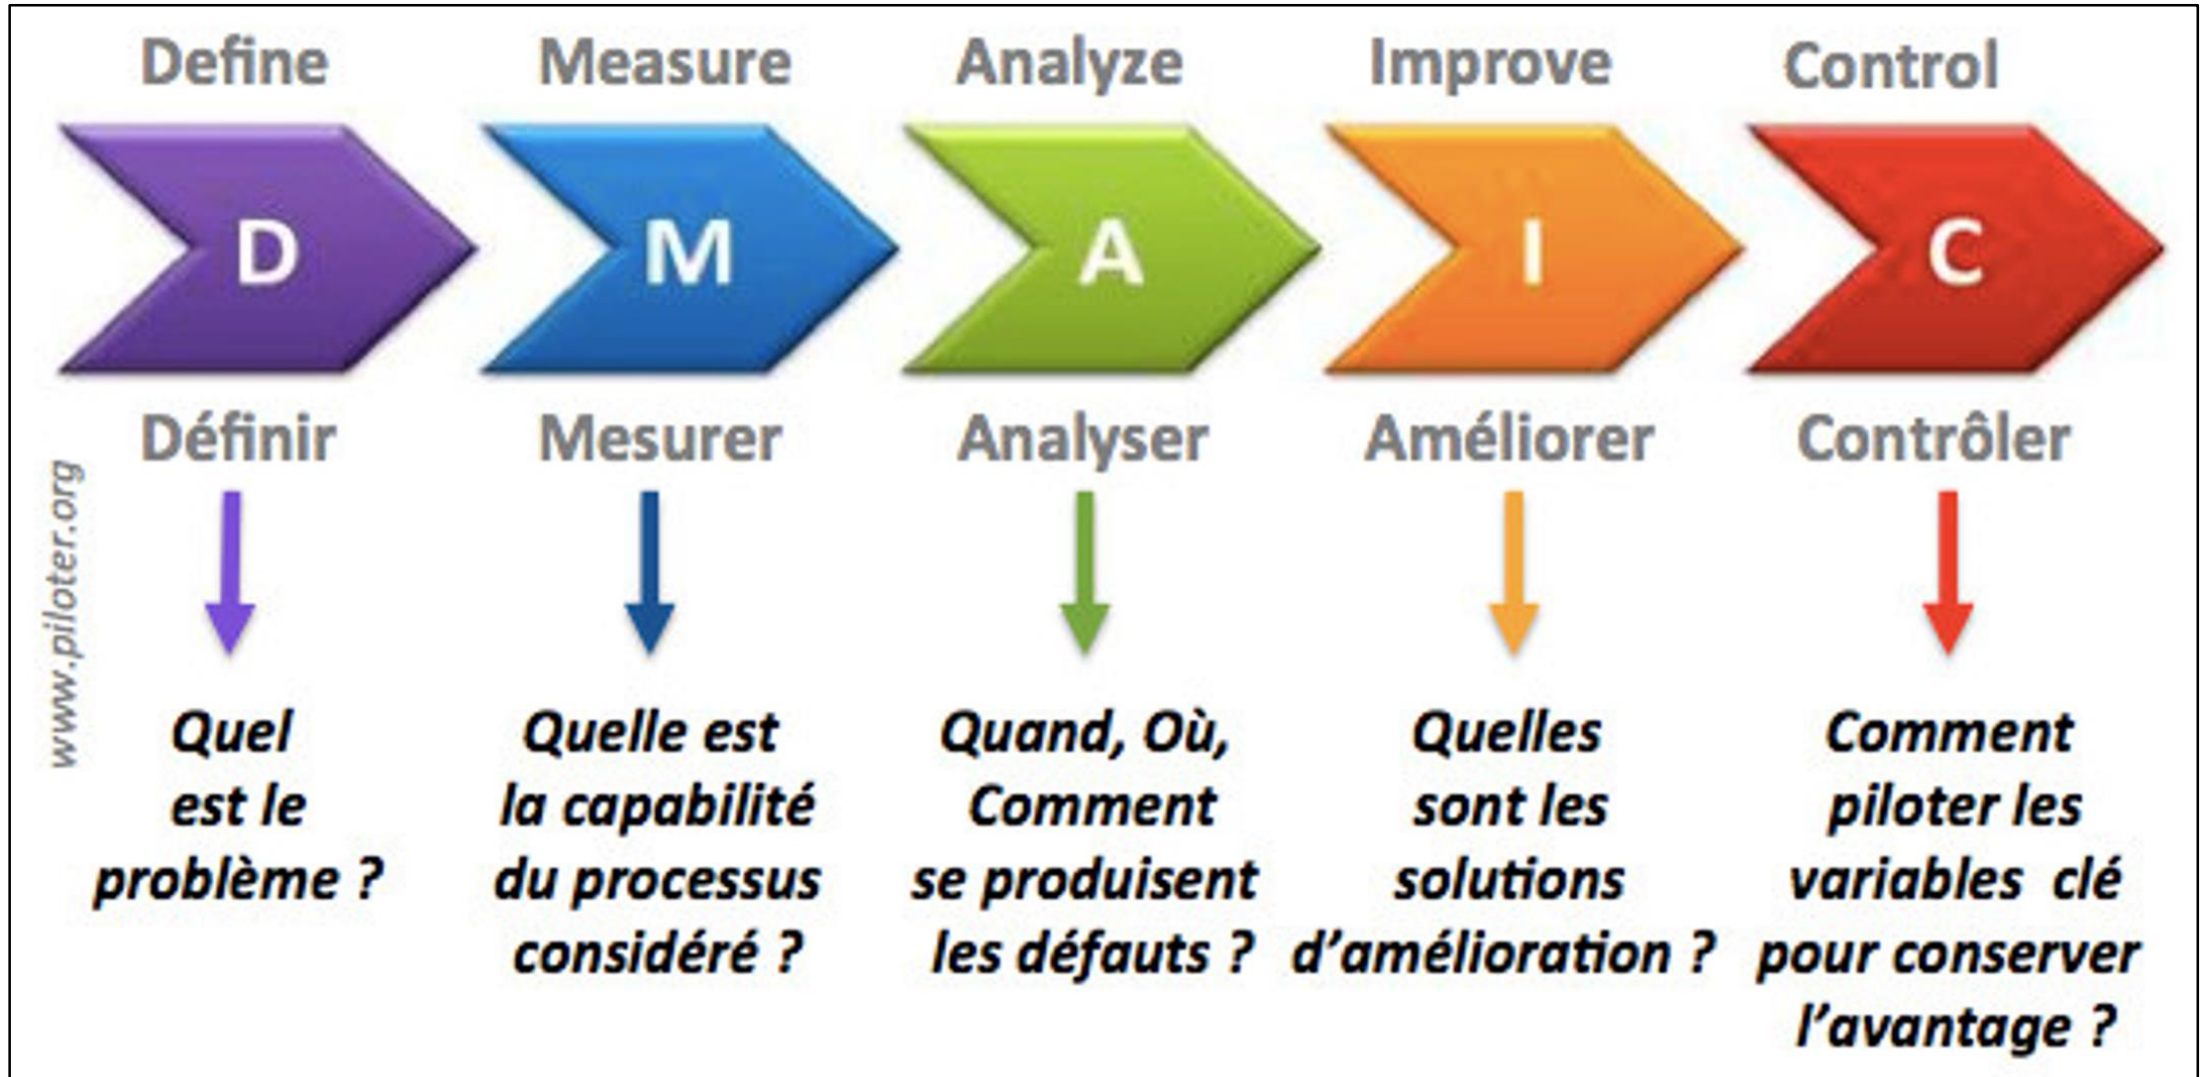 Define
Measure
Analyze
Improve
Control
D
M
A
I
C
Définir
Mesurer
Analyser
Améliorer
Contrôler
www.piloter.org
Quel
est le
problème ?
Quelle est
la capabilité
du processus
considéré ?
Quand, Où,
Comment
se produisent
les défauts ?
Quelles
sont les
solutions
d’amélioration ?
Comment
piloter les
variables clé
pour conserver
l’avantage ?